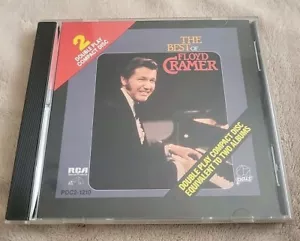 2
DOUBLE PLAY
COMPACT DISC
THE
BEST OF
FLOYD
CRAMER
DOUBLE PLAY COMPACT DISC
EQUIVALENT TO TWO ALBUMS
RCA
pair